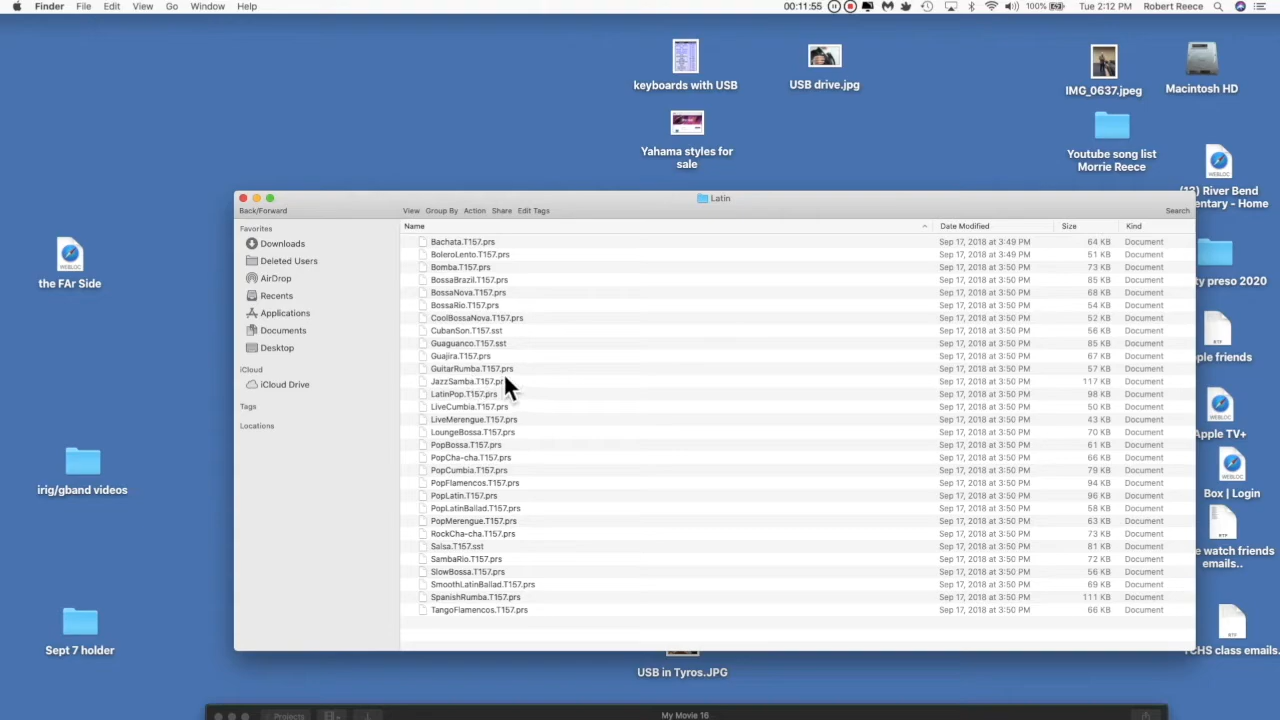 Finder File Edit View Go Window Help 00:11:55 100% Tue 2:12 PM Robert Reece
keyboards with USB
USB drive.jpg
IMG_0637.jpeg
Macintosh HD
Yahama styles for
sale
Youtube song list
Morrie Reece
River Bend
entary - Home
the FAr Side
ty preso 2020
ple friends
Apple TV+
irig/gband videos
Box | Login
e watch friends
emails..
Sept 7 holder
CHS class emails.
USB in Tyros.JPG
Latin
Back/Forward View Group By Action Share Edit Tags Search
Favorites
Downloads
Deleted Users
AirDrop
Recents
Applications
Documents
Desktop
iCloud
iCloud Drive
Tags
Locations
Name Date Modified Size Kind
Bachata.T157.prs Sep 17, 2018 at 3:49 PM 64 KB Document
BoleroLento.T157.prs Sep 17, 2018 at 3:49 PM 51 KB Document
Bomba.T157.prs Sep 17, 2018 at 3:50 PM 73 KB Document
BossaBrazil.T157.prs Sep 17, 2018 at 3:50 PM 85 KB Document
BossaNova.T157.prs Sep 17, 2018 at 3:50 PM 68 KB Document
BossaRio.T157.prs Sep 17, 2018 at 3:50 PM 54 KB Document
CoolBossaNova.T157.prs Sep 17, 2018 at 3:50 PM 52 KB Document
CubanSon.T157.sst Sep 17, 2018 at 3:50 PM 56 KB Document
Guaguanco.T157.sst Sep 17, 2018 at 3:50 PM 85 KB Document
Guajira.T157.prs Sep 17, 2018 at 3:50 PM 67 KB Document
GuitarRumba.T157.prs Sep 17, 2018 at 3:50 PM 57 KB Document
JazzSamba.T157.pr Sep 17, 2018 at 3:50 PM 117 KB Document
LatinPop.T157.prs Sep 17, 2018 at 3:50 PM 98 KB Document
LiveCumbia.T157.prs Sep 17, 2018 at 3:50 PM 50 KB Document
LiveMerengue.T157.prs Sep 17, 2018 at 3:50 PM 43 KB Document
LoungeBossa.T157.prs Sep 17, 2018 at 3:50 PM 70 KB Document
PopBossa.T157.prs Sep 17, 2018 at 3:50 PM 61 KB Document
PopCha-cha.T157.prs Sep 17, 2018 at 3:50 PM 66 KB Document
PopCumbia.T157.prs Sep 17, 2018 at 3:50 PM 79 KB Document
PopFlamencos.T157.prs Sep 17, 2018 at 3:50 PM 94 KB Document
PopLatin.T157.prs Sep 17, 2018 at 3:50 PM 96 KB Document
PopLatinBallad.T157.prs Sep 17, 2018 at 3:50 PM 58 KB Document
PopMerengue.T157.prs Sep 17, 2018 at 3:50 PM 63 KB Document
RockCha-cha.T157.prs Sep 17, 2018 at 3:50 PM 73 KB Document
Salsa.T157.sst Sep 17, 2018 at 3:50 PM 81 KB Document
SambaRio.T157.prs Sep 17, 2018 at 3:50 PM 72 KB Document
SlowBossa.T157.prs Sep 17, 2018 at 3:50 PM 56 KB Document
SmoothLatinBallad.T157.prs Sep 17, 2018 at 3:50 PM 69 KB Document
SpanishRumba.T157.prs Sep 17, 2018 at 3:50 PM 111 KB Document
TangoFlamencos.T157.prs Sep 17, 2018 at 3:50 PM 66 KB Document
Projects My Movie 16